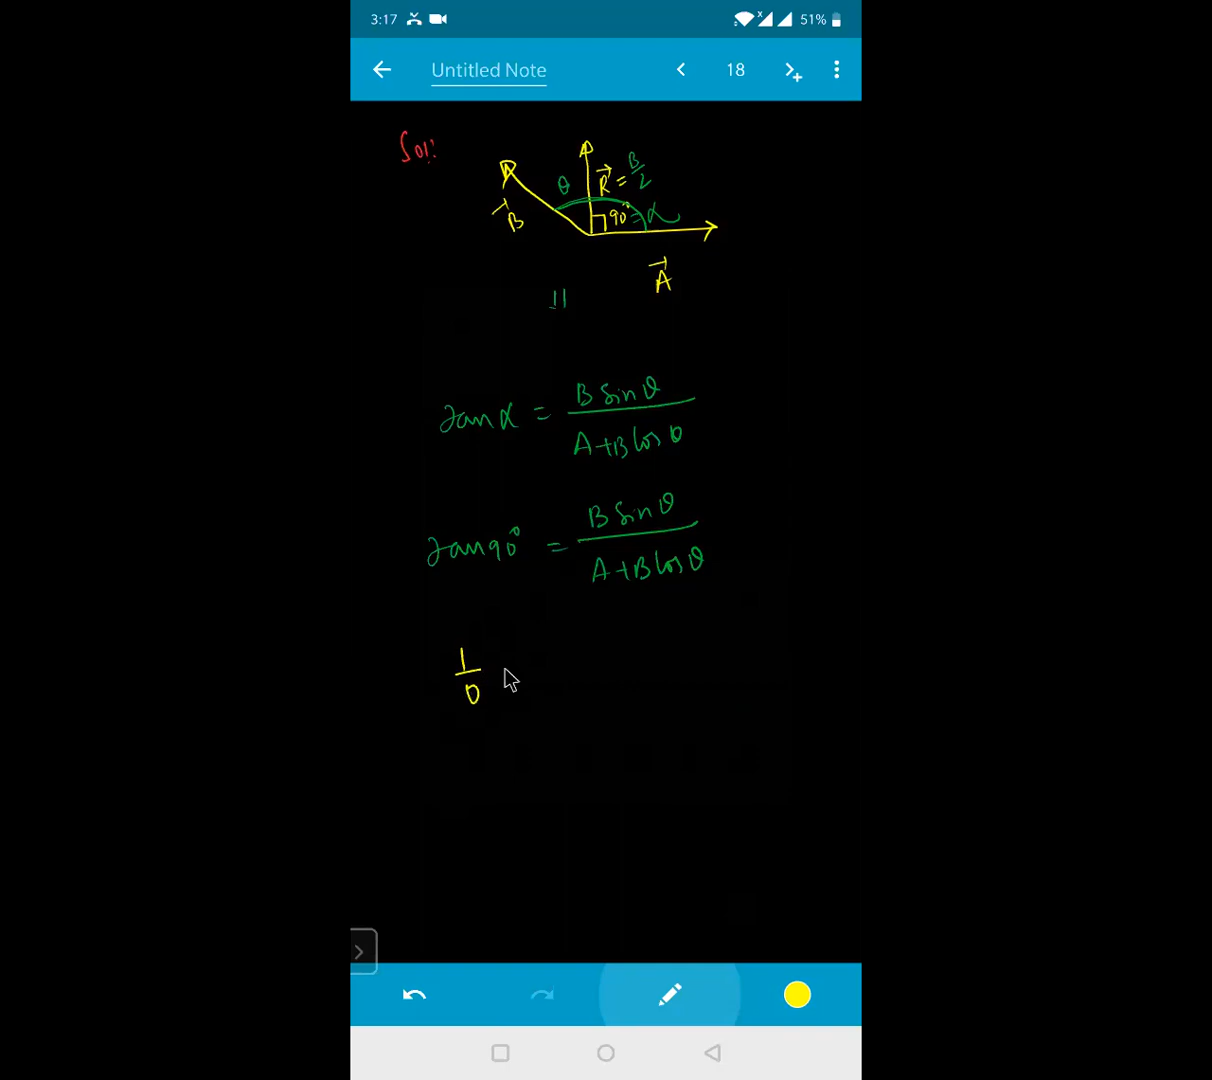 3:17 51%
Untitled Note 18
Sol:
θ R = B/2
B 90° = α
A
tan α = B sin θ / A + B cos θ
tan 90° = B sin θ / A + B cos θ
1/0